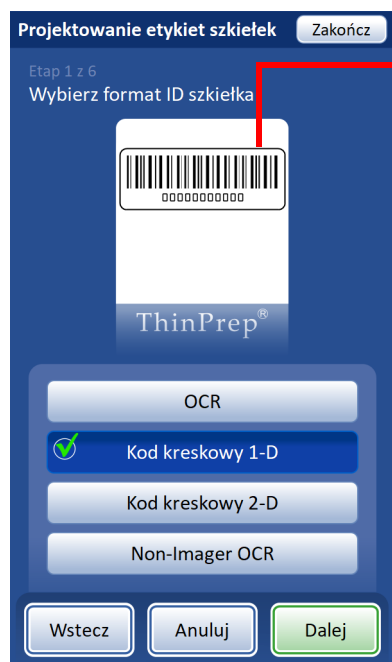 Projektowanie etykiet szkiełek
Zakończ
Etap 1 z 6
Wybierz format ID szkiełka
00000000000
ThinPrep®
OCR
Kod kreskowy 1-D
Kod kreskowy 2-D
Non-Imager OCR
Wstecz
Anuluj
Dalej